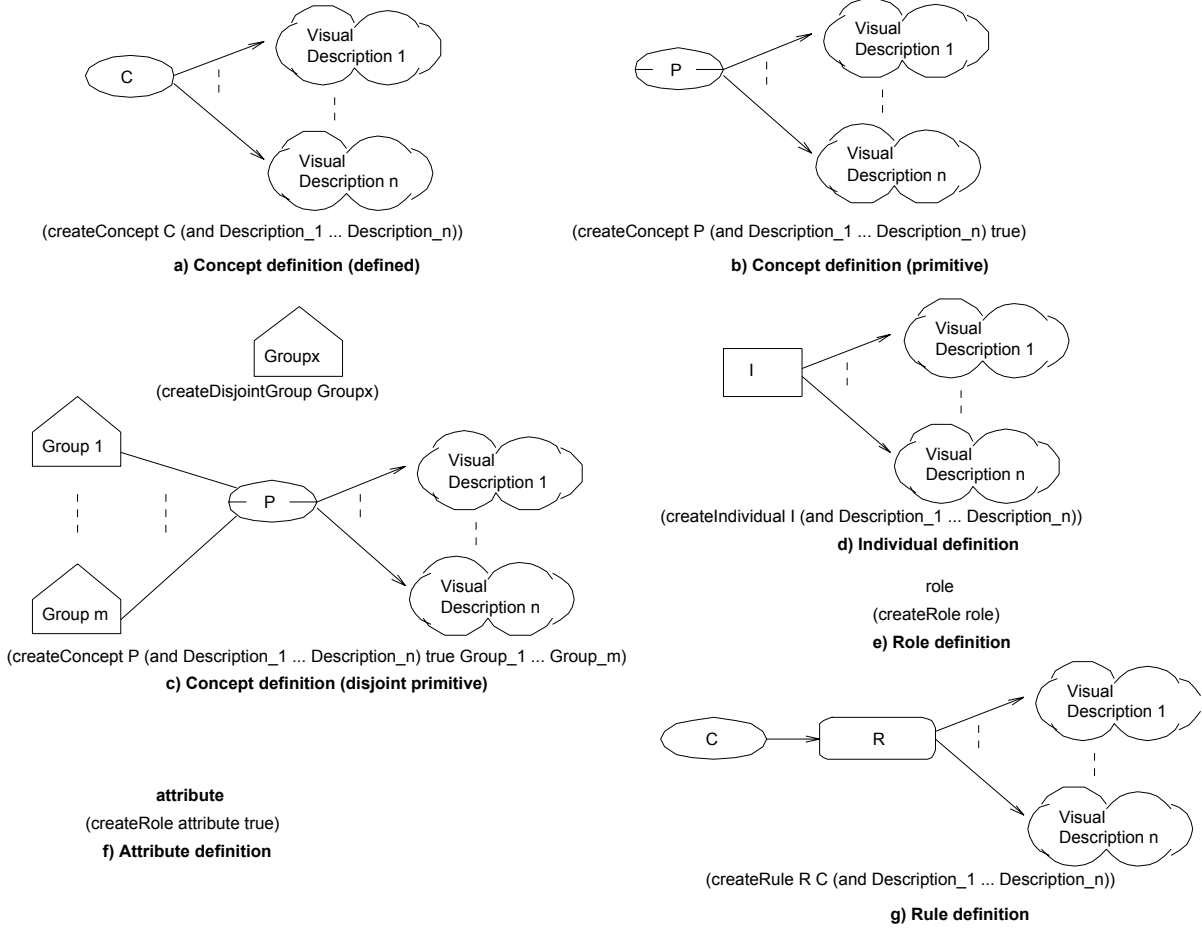 C
Visual
Description 1
Visual
Description n
(createConcept C (and Description_1 ... Description_n))
a) Concept definition (defined)
P
Visual
Description 1
Visual
Description n
(createConcept P (and Description_1 ... Description_n) true)
b) Concept definition (primitive)
Groupx
(createDisjointGroup Groupx)
Group 1
Group m
P
Visual
Description 1
Visual
Description n
(createConcept P (and Description_1 ... Description_n) true Group_1 ... Group_m)
c) Concept definition (disjoint primitive)
I
Visual
Description 1
Visual
Description n
(createIndividual I (and Description_1 ... Description_n))
d) Individual definition
role
(createRole role)
e) Role definition
attribute
(createRole attribute true)
f) Attribute definition
C
R
Visual
Description 1
Visual
Description n
(createRule R C (and Description_1 ... Description_n))
g) Rule definition